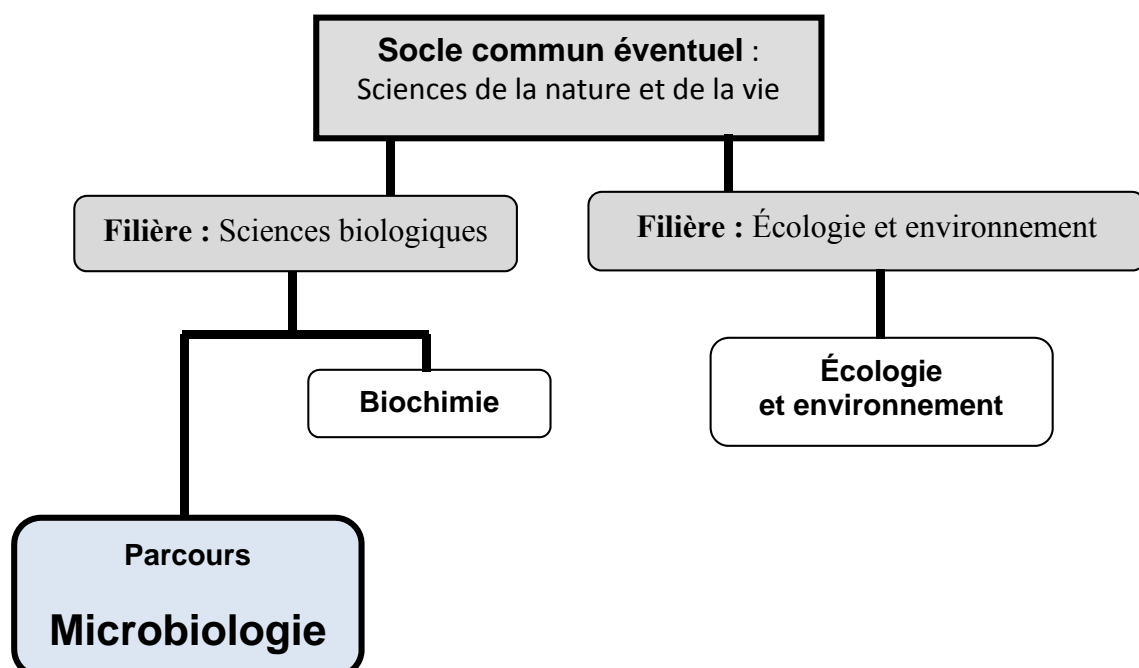 Socle commun éventuel :
Sciences de la nature et de la vie
Filière : Sciences biologiques
Filière : Écologie et environnement
Biochimie
Écologie
et environnement
Parcours
Microbiologie